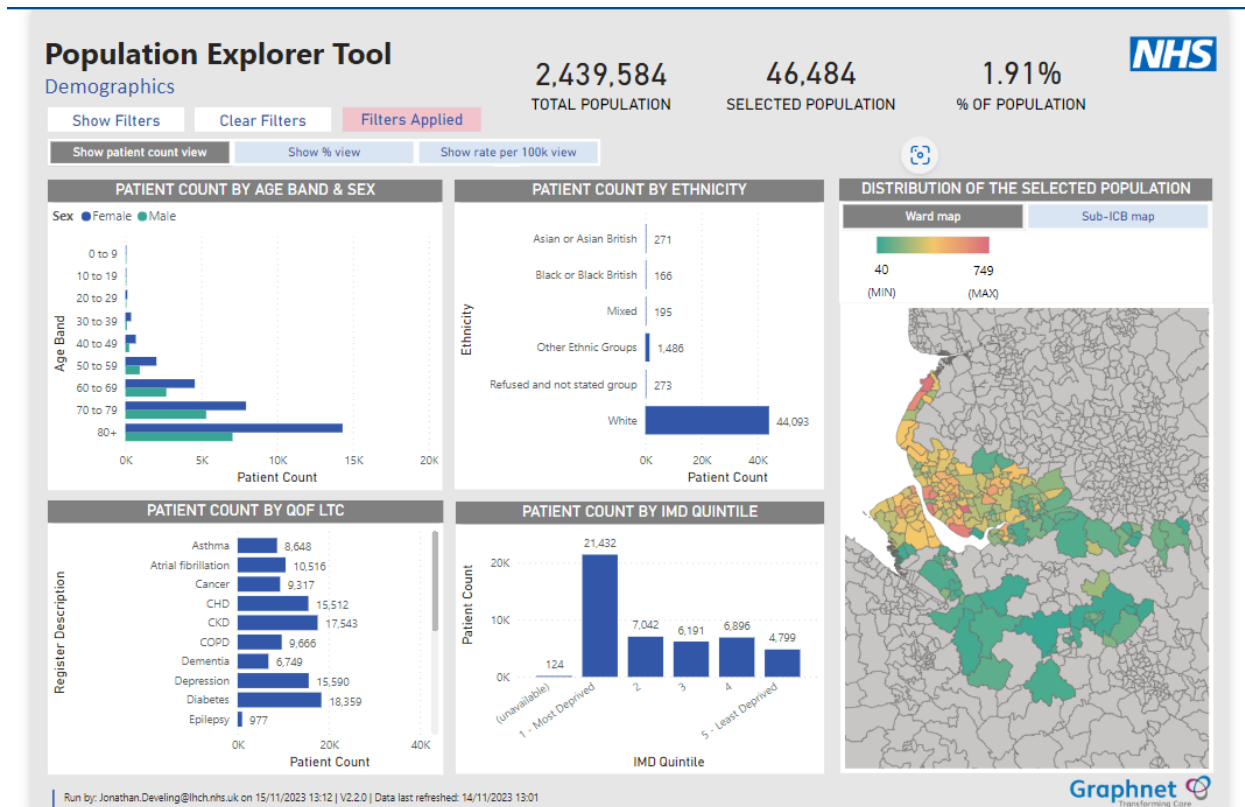 Population Explorer Tool
Demographics
2,439,584
TOTAL POPULATION
46,484
SELECTED POPULATION
1.91%
% OF POPULATION
NHS
Show Filters
Clear Filters
Filters Applied
Show patient count view
Show % view
Show rate per 100k view
PATIENT COUNT BY AGE BAND & SEX
Sex Female Male
Age Band
0 to 9
10 to 19
20 to 29
30 to 39
40 to 49
50 to 59
60 to 69
70 to 79
80+
0K 5K 10K 15K 20K
Patient Count
PATIENT COUNT BY ETHNICITY
Ethnicity
Asian or Asian British 271
Black or Black British 166
Mixed 195
Other Ethnic Groups 1,486
Refused and not stated group 273
White 44,093
0K 20K 40K
Patient Count
DISTRIBUTION OF THE SELECTED POPULATION
Ward map
Sub-ICB map
40 749
(MIN) (MAX)
PATIENT COUNT BY QOF LTC
Register Description
Asthma 8,648
Atrial fibrillation 10,516
Cancer 9,317
CHD 15,512
CKD 17,543
COPD 9,666
Dementia 6,749
Depression 15,590
Diabetes 18,359
Epilepsy 977
0K 20K 40K
Patient Count
PATIENT COUNT BY IMD QUINTILE
Patient Count
20K
10K
0K
124
21,432
7,042
6,191
6,896
4,799
(unavailable)
1 - Most Deprived
2
3
4
5 - Least Deprived
IMD Quintile
Run by: Jonathan.Develing@lhch.nhs.uk on 15/11/2023 13:12 | V2.2.0 | Data last refreshed: 14/11/2023 13:01
Graphnet
Transforming Care